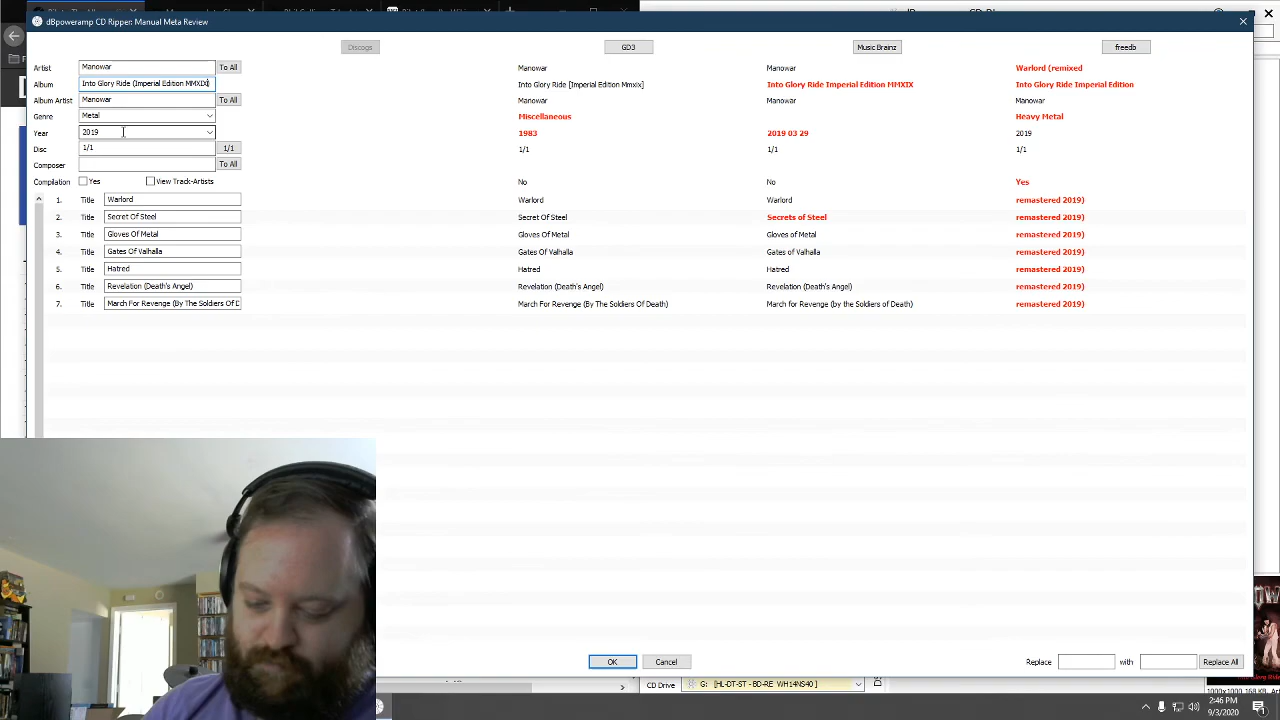 dBpoweramp CD Ripper: Manual Meta Review
Discogs GD3 Music Brainz freedb
Artist Manowar To All Manowar Manowar Warlord (remixed
Album Into Glory Ride (Imperial Edition MMXIX) Into Glory Ride [Imperial Edition Mmxix] Into Glory Ride Imperial Edition MMXIX Into Glory Ride Imperial Edition
Album Artist Manowar To All Manowar Manowar Manowar
Genre Metal Miscellaneous Heavy Metal
Year 2019 1983 2019 03 29 2019
Disc 1/1 1/1 1/1 1/1 1/1
Composer To All
Compilation Yes View Track-Artists No No Yes
1. Title Warlord Warlord Warlord remastered 2019)
2. Title Secret Of Steel Secret Of Steel Secrets of Steel remastered 2019)
3. Title Gloves Of Metal Gloves Of Metal Gloves of Metal remastered 2019)
4. Title Gates Of Valhalla Gates Of Valhalla Gates of Valhalla remastered 2019)
5. Title Hatred Hatred Hatred remastered 2019)
6. Title Revelation (Death's Angel) Revelation (Death's Angel) Revelation (Death's Angel) remastered 2019)
7. Title March For Revenge (By The Soldiers Of D March For Revenge (By The Soldiers Of Death) March for Revenge (by the Soldiers of Death) remastered 2019)
OK Cancel Replace with Replace All
CD Drive G: [HL-DT-ST - BD-RE WH14NS40 ]
2:46 PM
9/3/2020